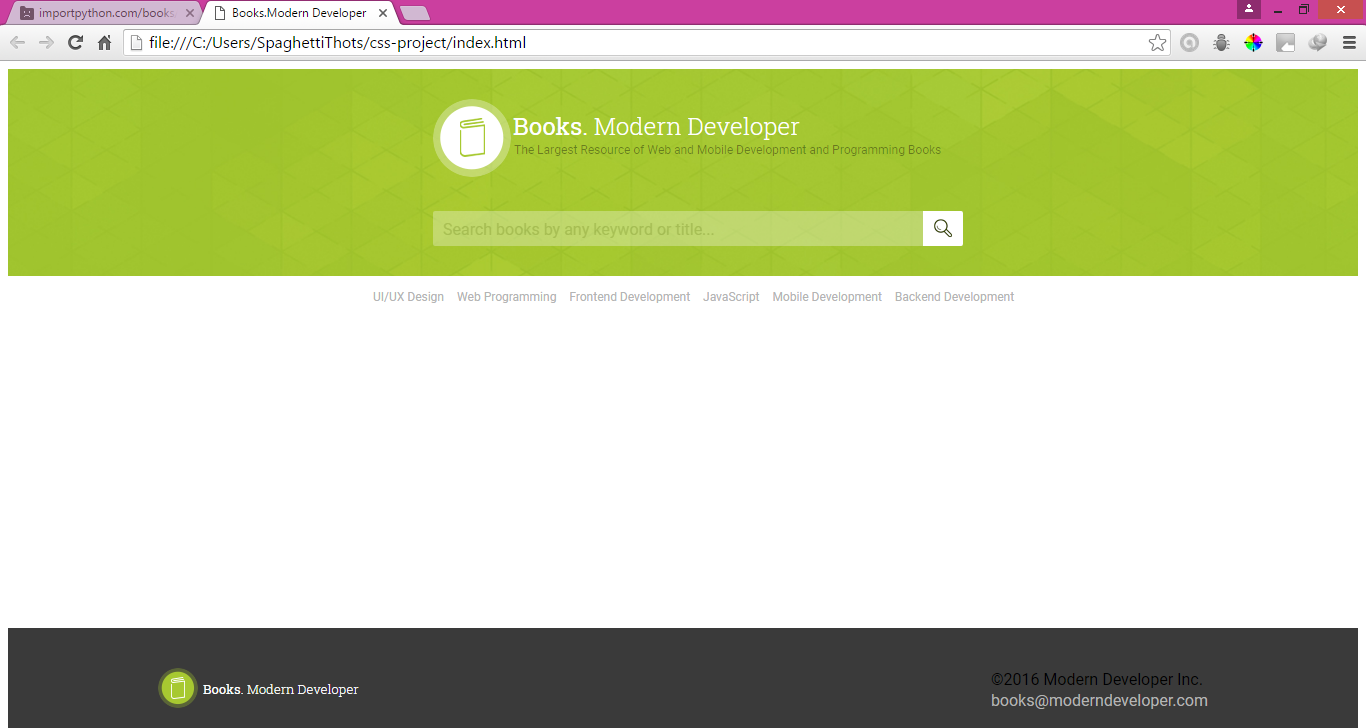 importpython.com/books
Books.Modern Developer
file:///C:/Users/SpaghettiThots/css-project/index.html
Books. Modern Developer
The Largest Resource of Web and Mobile Development and Programming Books
Search books by any keyword or title...
UI/UX Design Web Programming Frontend Development JavaScript Mobile Development Backend Development
Books. Modern Developer
©2016 Modern Developer Inc.
books@moderndeveloper.com